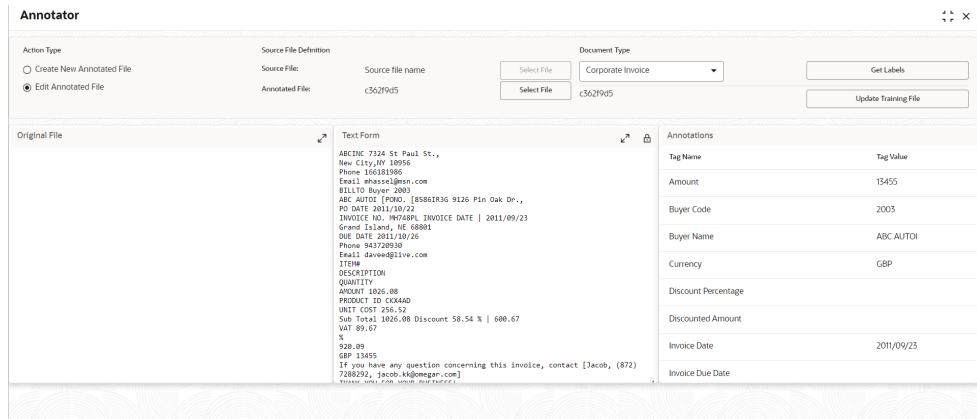 Annotator
Action Type
Create New Annotated File
Edit Annotated File
Source File Definition
Source File:
Source file name
Select File
Annotated File:
c362f9d5
Select File
Document Type
Corporate Invoice
c362f9d5
Get Labels
Update Training File
Original File
Text Form
ABCINC 7324 St Paul St.,
New City,NY 10956
Phone 166181986
Email mhassel@msn.com
BILLTO Buyer 2003
ABC AUTOI [PONO. [8586IR3G 9126 Pin Oak Dr.,
PO DATE 2011/10/22
INVOICE NO. MH748PL INVOICE DATE | 2011/09/23
Grand Island, NE 68801
DUE DATE 2011/10/26
Phone 943720930
Email daveed@live.com
ITEM#
DESCRIPTION
QUANTITY
AMOUNT 1026.08
PRODUCT ID CKX4AD
UNIT COST 256.52
Sub Total 1026.08 Discount 58.54 % | 600.67
VAT 89.67
%
920.09
GBP 13455
If you have any question concerning this invoice, contact [Jacob, (872)
7288292, jacob.kk@omegar.com]
THANK YOU FOR YOUR BUSINESS!
Annotations
Tag Name Tag Value
Amount 13455
Buyer Code 2003
Buyer Name ABC AUTOI
Currency GBP
Discount Percentage
Discounted Amount
Invoice Date 2011/09/23
Invoice Due Date